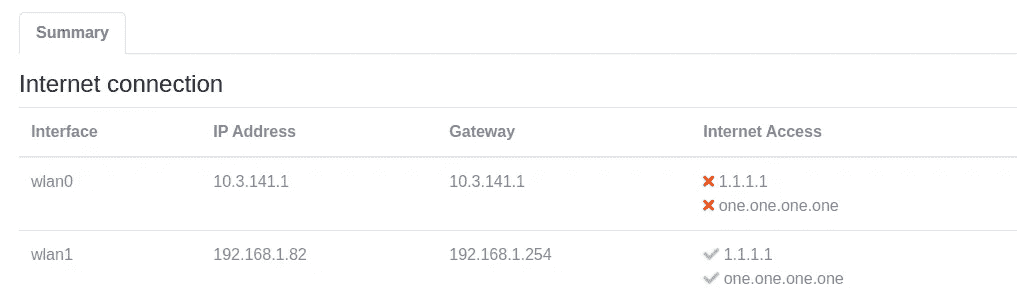 Summary
Internet connection
Interface IP Address Gateway Internet Access
wlan0 10.3.141.1 10.3.141.1 1.1.1.1
one.one.one.one
wlan1 192.168.1.82 192.168.1.254 1.1.1.1
one.one.one.one